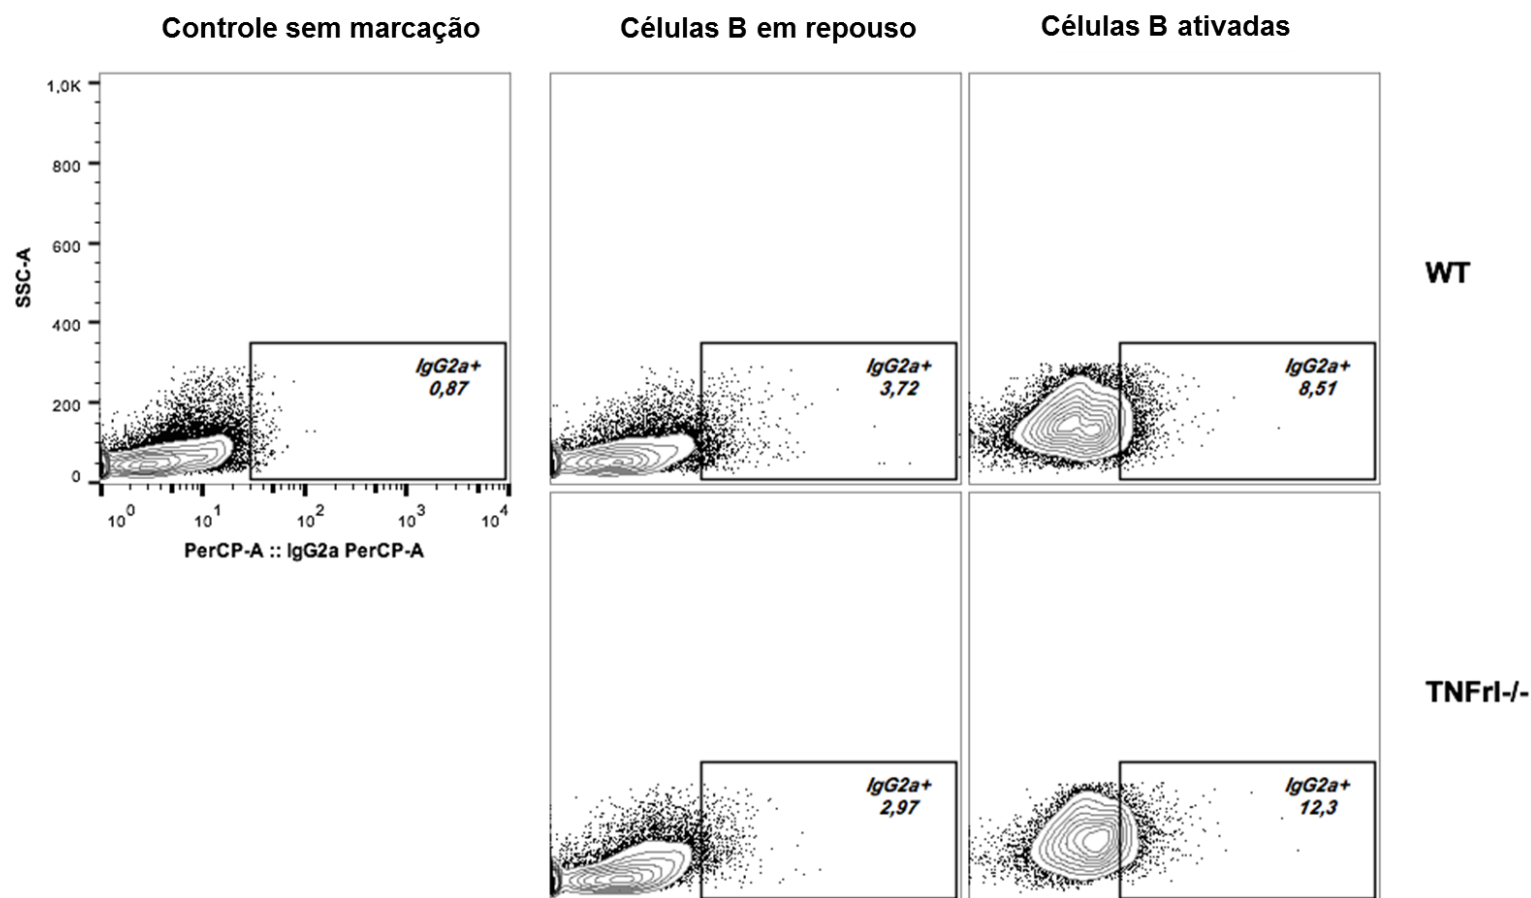 Controle sem marcação
Células B em repouso
Células B ativadas
1,0K
800
600
400
200
0
SSC-A
IgG2a+
0,87
IgG2a+
3,72
IgG2a+
8,51
WT
10^0 10^1 10^2 10^3 10^4
PerCP-A :: IgG2a PerCP-A
IgG2a+
2,97
IgG2a+
12,3
TNFrI-/-